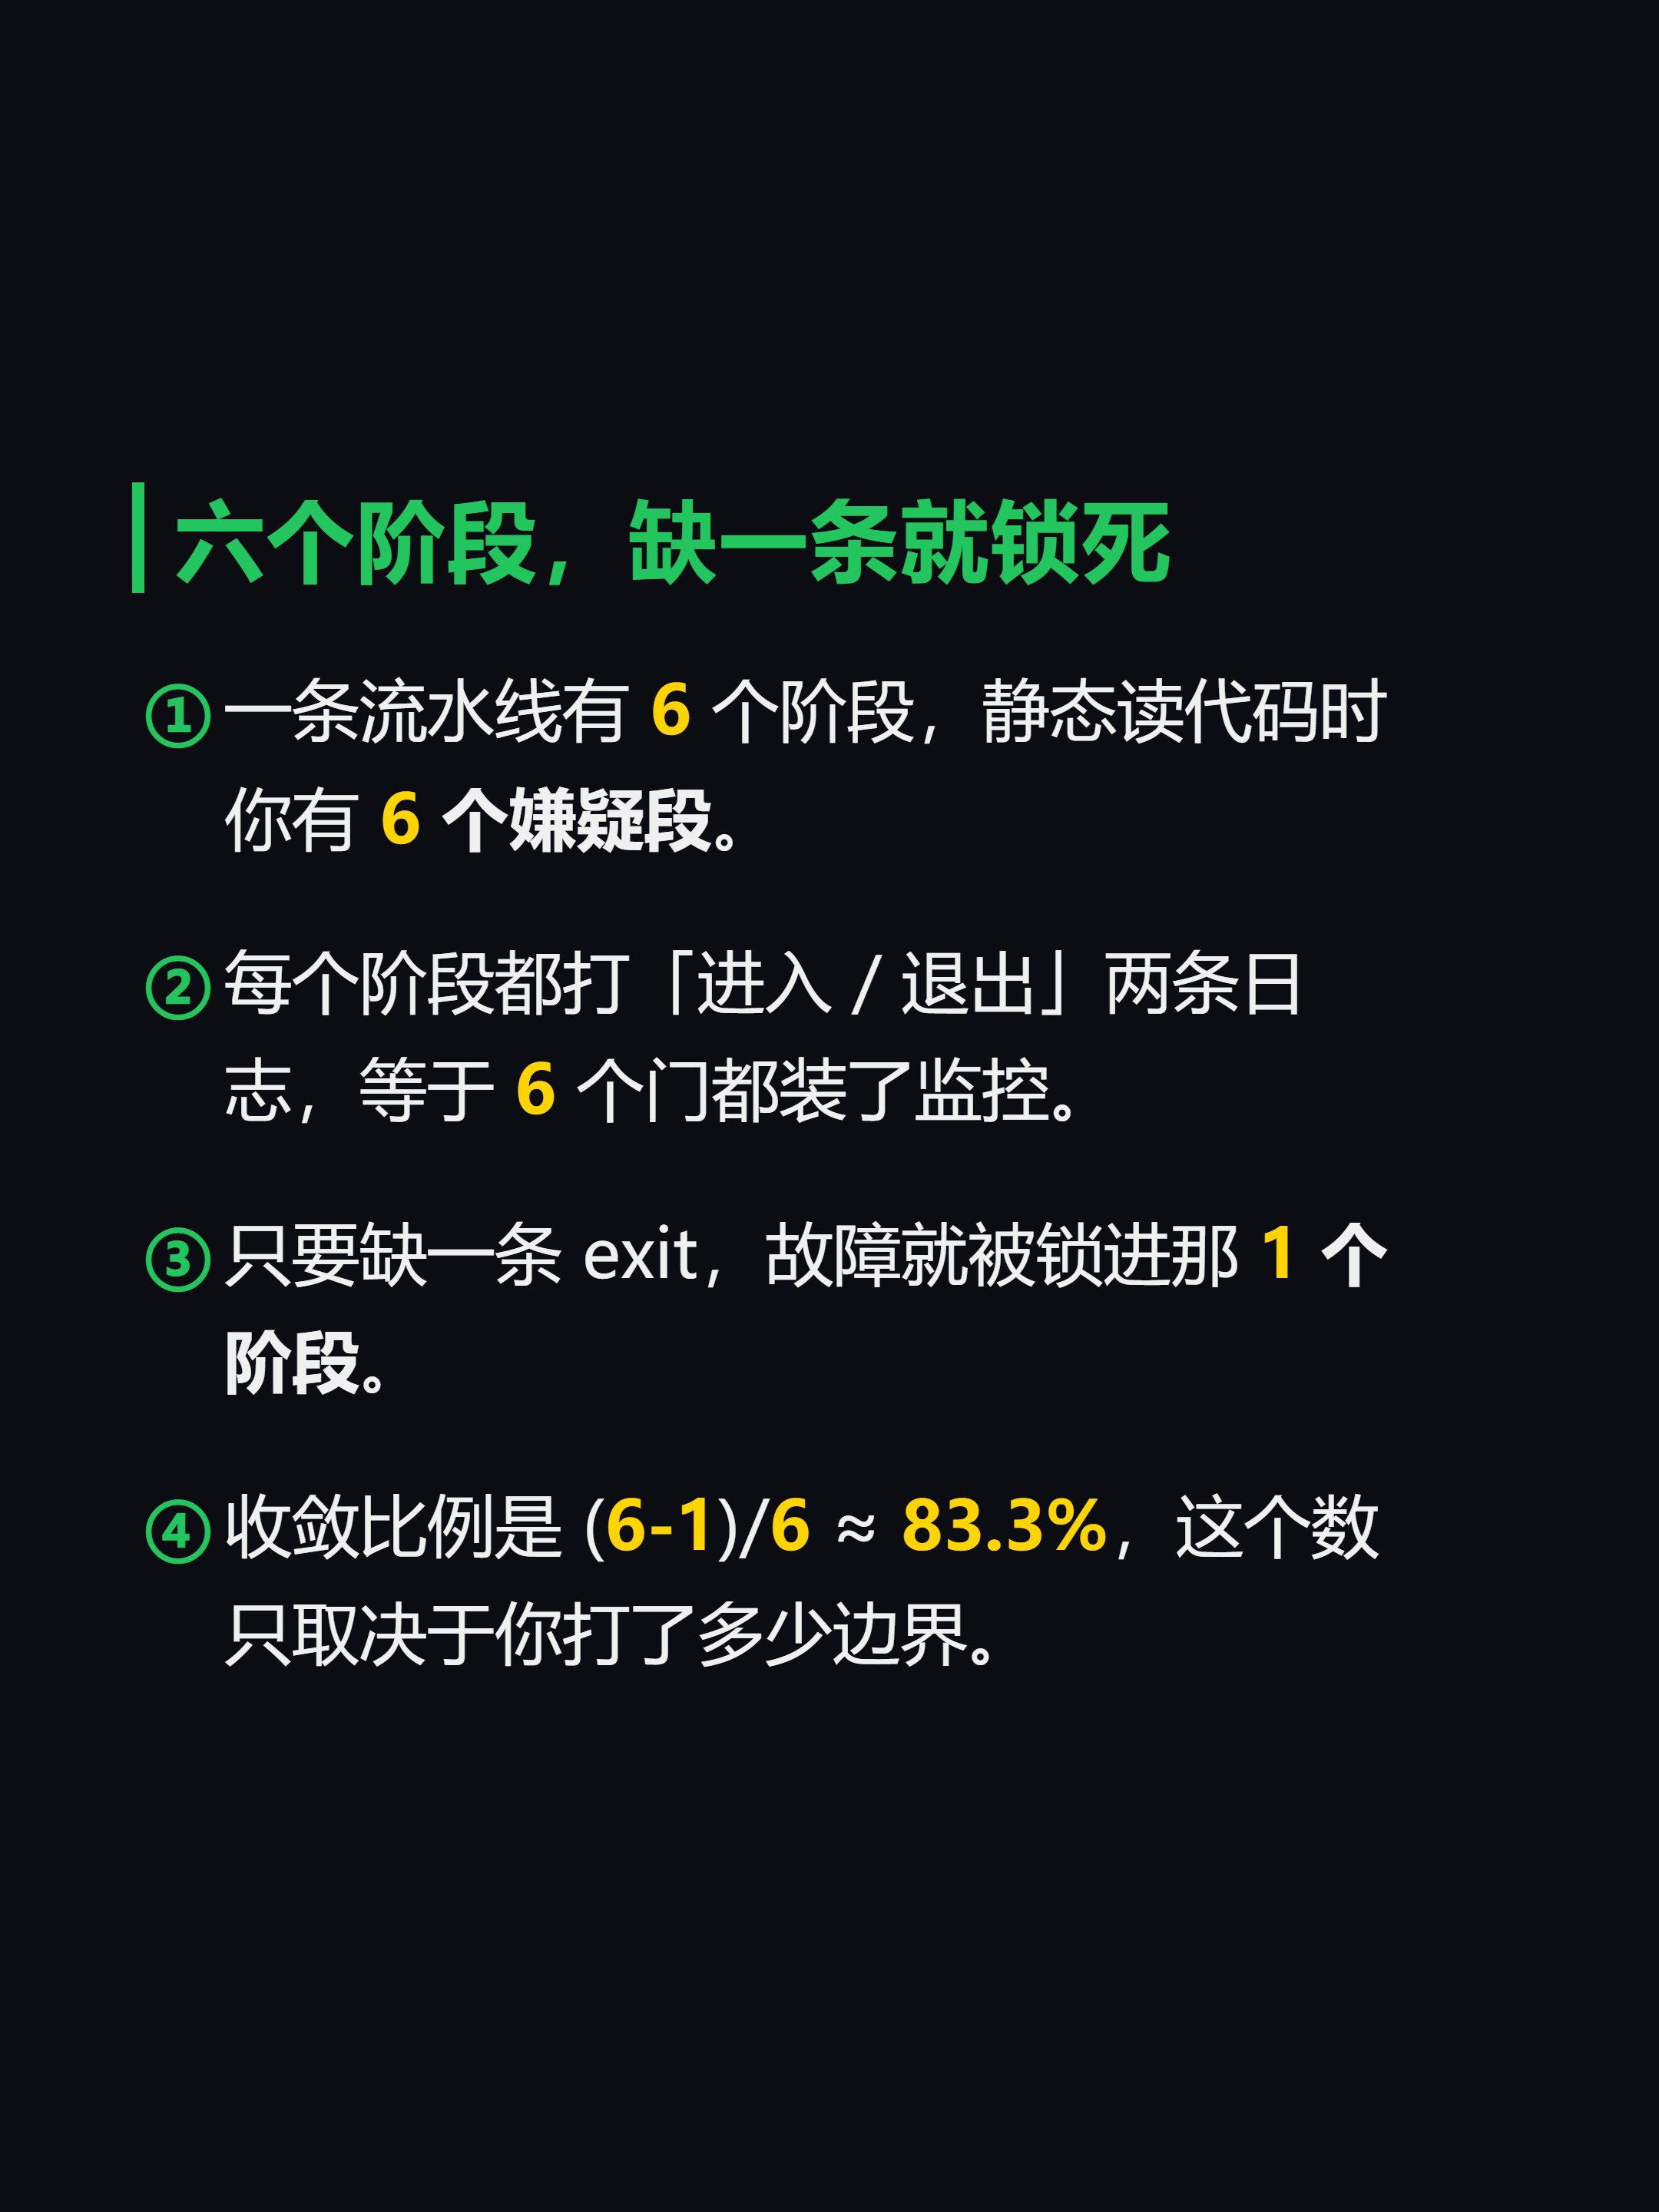 六个阶段，缺一条就锁死
①一条流水线有 6 个阶段，静态读代码时
你有 6 个嫌疑段。
②每个阶段都打「进入 / 退出」两条日
志，等于 6 个门都装了监控。
③只要缺一条 exit，故障就被锁进那 1 个
阶段。
④收敛比例是 (6-1)/6 ≈ 83.3%，这个数
只取决于你打了多少边界。